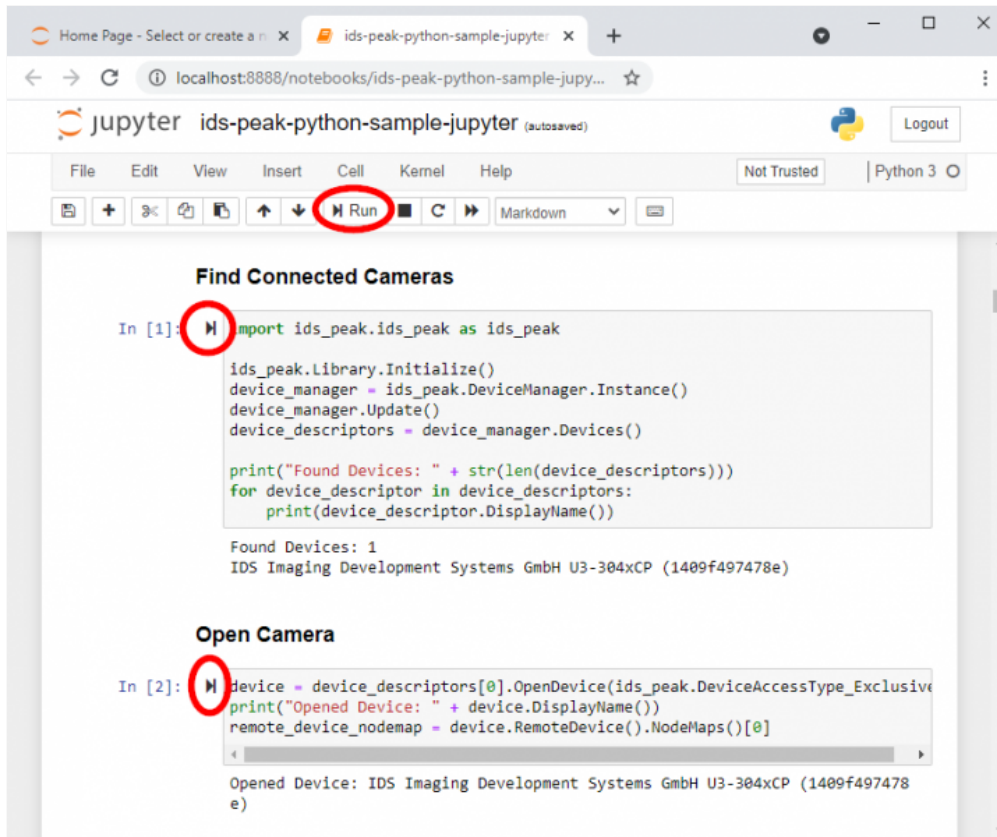 Home Page - Select or create a n
ids-peak-python-sample-jupyter
localhost:8888/notebooks/ids-peak-python-sample-jupy...
jupyter ids-peak-python-sample-jupyter (autosaved)
Logout
File Edit View Insert Cell Kernel Help
Not Trusted
Python 3
Run
Markdown
Find Connected Cameras
In [1]:
import ids_peak.ids_peak as ids_peak
ids_peak.Library.Initialize()
device_manager = ids_peak.DeviceManager.Instance()
device_manager.Update()
device_descriptors = device_manager.Devices()
print("Found Devices: " + str(len(device_descriptors)))
for device_descriptor in device_descriptors:
    print(device_descriptor.DisplayName())
Found Devices: 1
IDS Imaging Development Systems GmbH U3-304xCP (1409f497478e)
Open Camera
In [2]:
device = device_descriptors[0].OpenDevice(ids_peak.DeviceAccessType_Exclusive
print("Opened Device: " + device.DisplayName())
remote_device_nodemap = device.RemoteDevice().NodeMaps()[0]
Opened Device: IDS Imaging Development Systems GmbH U3-304xCP (1409f497478
e)